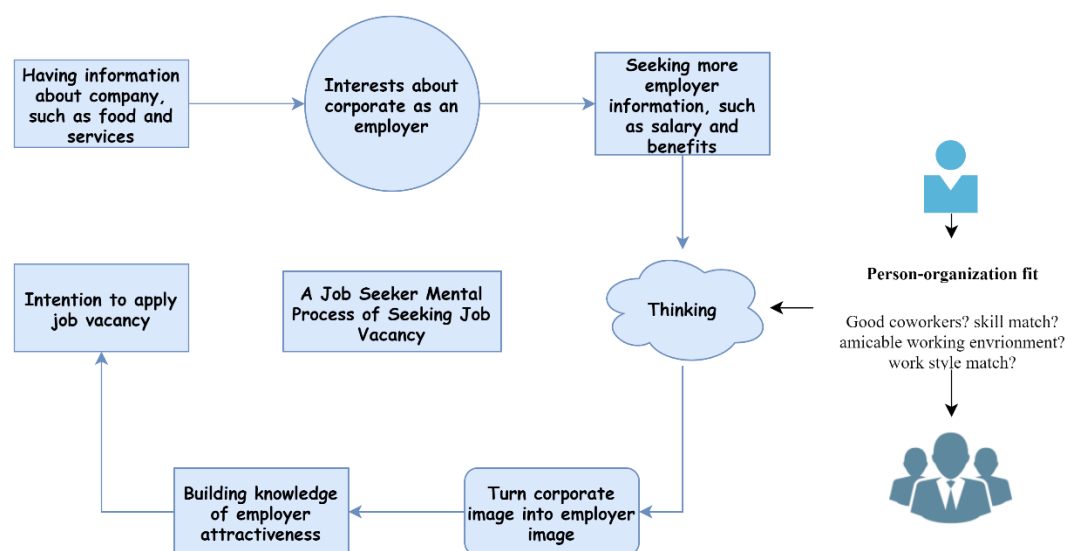 Having information
about company,
such as food and
services
Interests about
corporate as an
employer
Seeking more
employer
information, such
as salary and
benefits
Thinking
Person-organization fit
Good coworkers? skill match?
amicable working envrionment?
work style match?
Turn corporate
image into employer
image
Building knowledge
of employer
attractiveness
Intention to apply
job vacancy
A Job Seeker Mental
Process of Seeking Job
Vacancy